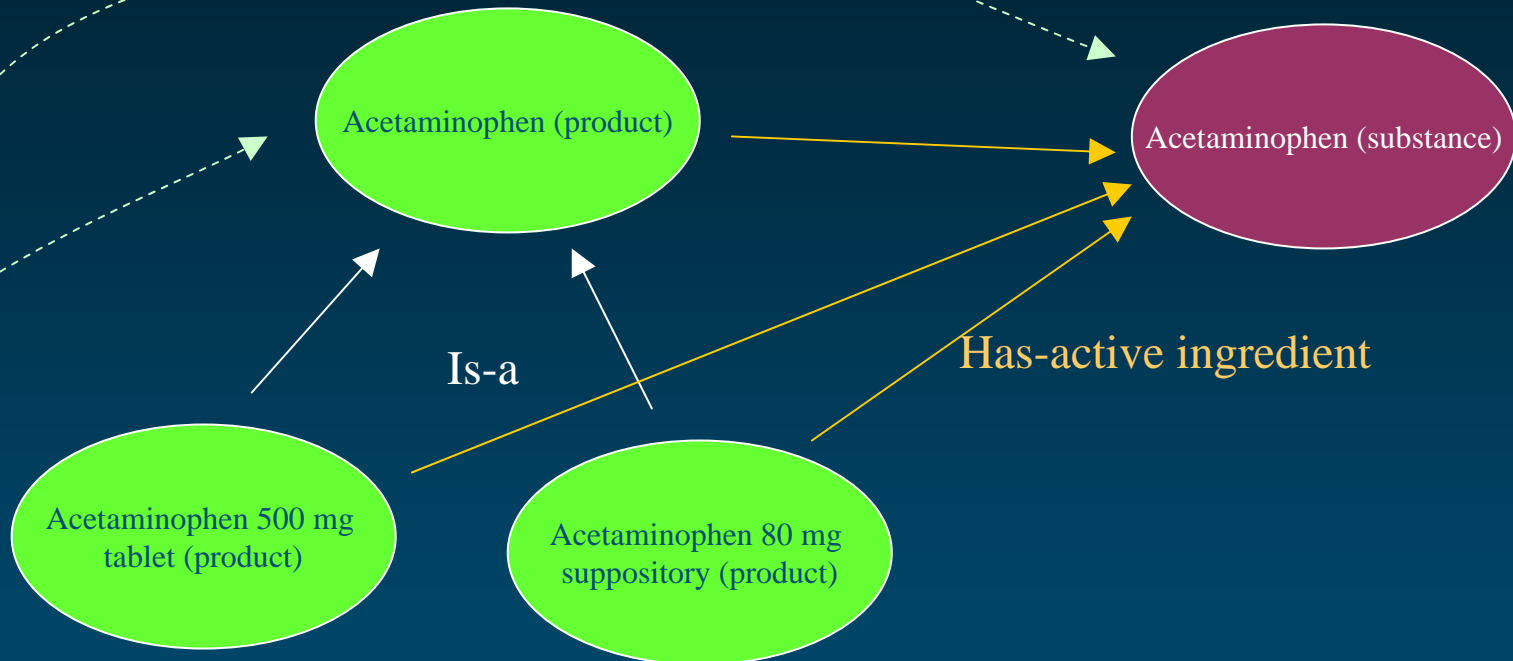 Acetaminophen (product)
Acetaminophen (substance)
Is-a
Has-active ingredient
Acetaminophen 500 mg
tablet (product)
Acetaminophen 80 mg
suppository (product)